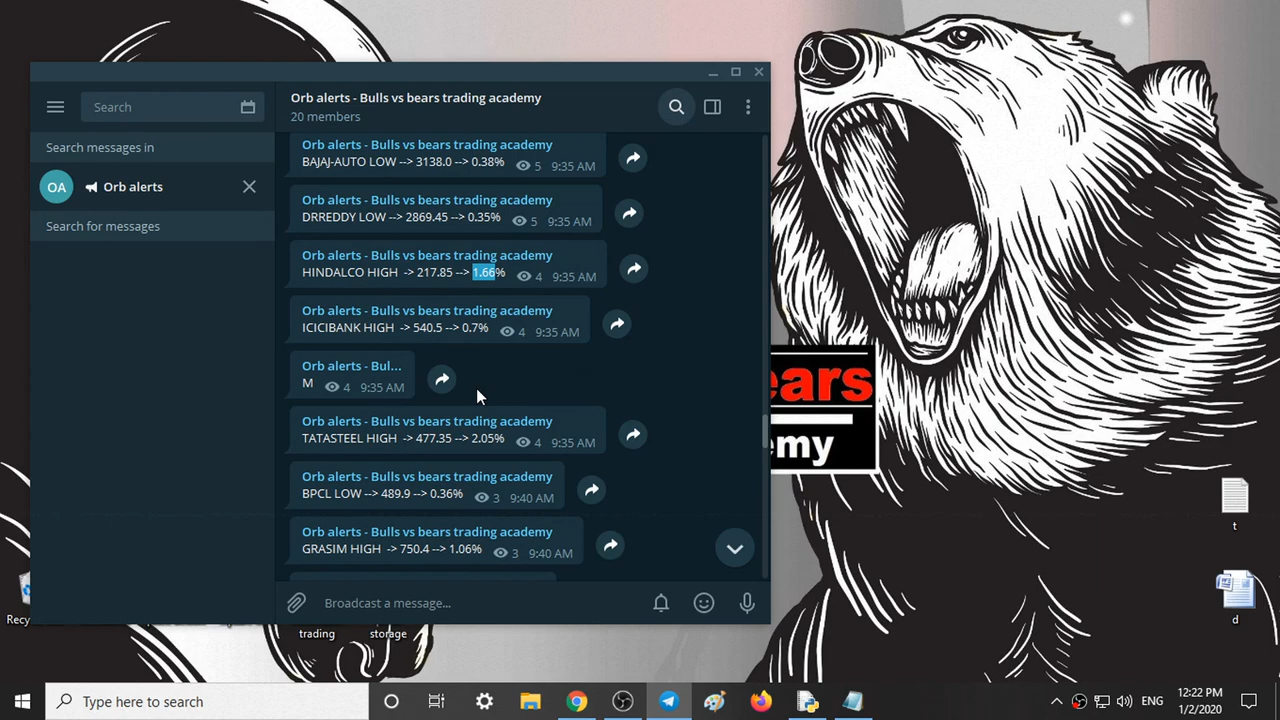 Search
Orb alerts - Bulls vs bears trading academy
20 members
Search messages in
OA Orb alerts
Search for messages
Orb alerts - Bulls vs bears trading academy
BAJAJ-AUTO LOW --> 3138.0 --> 0.38% 5 9:35 AM
Orb alerts - Bulls vs bears trading academy
DRREDDY LOW --> 2869.45 --> 0.35% 5 9:35 AM
Orb alerts - Bulls vs bears trading academy
HINDALCO HIGH -> 217.85 --> 1.66% 4 9:35 AM
Orb alerts - Bulls vs bears trading academy
ICICIBANK HIGH -> 540.5 --> 0.7% 4 9:35 AM
Orb alerts - Bul...
M 4 9:35 AM
Orb alerts - Bulls vs bears trading academy
TATASTEEL HIGH -> 477.35 --> 2.05% 4 9:35 AM
Orb alerts - Bulls vs bears trading academy
BPCL LOW --> 489.9 --> 0.36% 3 9:40 AM
Orb alerts - Bulls vs bears trading academy
GRASIM HIGH -> 750.4 --> 1.06% 3 9:40 AM
Broadcast a message...
ears
emy
t
d
Recy
trading
storage
Type here to search
ENG
12:22 PM
1/2/2020